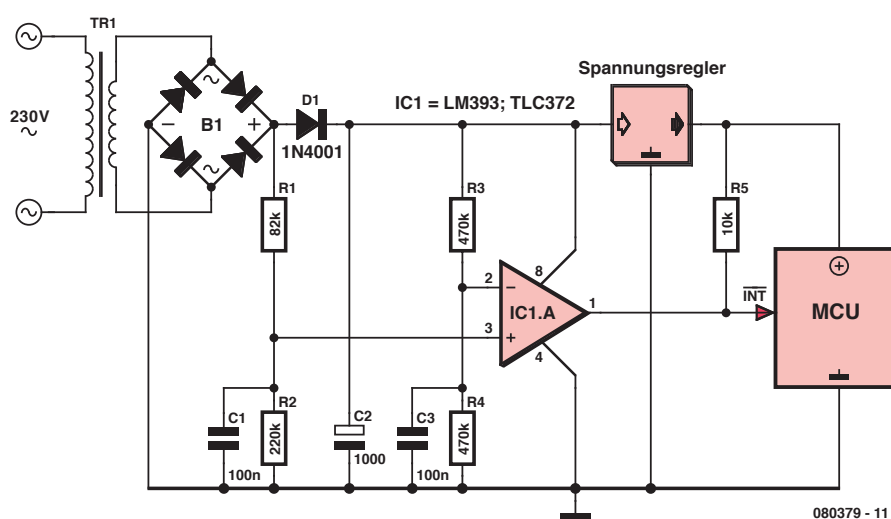 TR1
230V
~
~
~
B1
−
+
~
~
D1
1N4001
IC1 = LM393; TLC372
Spannungsregler
R1
82k
R3
470k
R5
10k
2
−
3
+
8
4
1
IC1.A
INT
+
MCU
C1
100n
R2
220k
C2
1000
C3
100n
R4
470k
080379 - 11